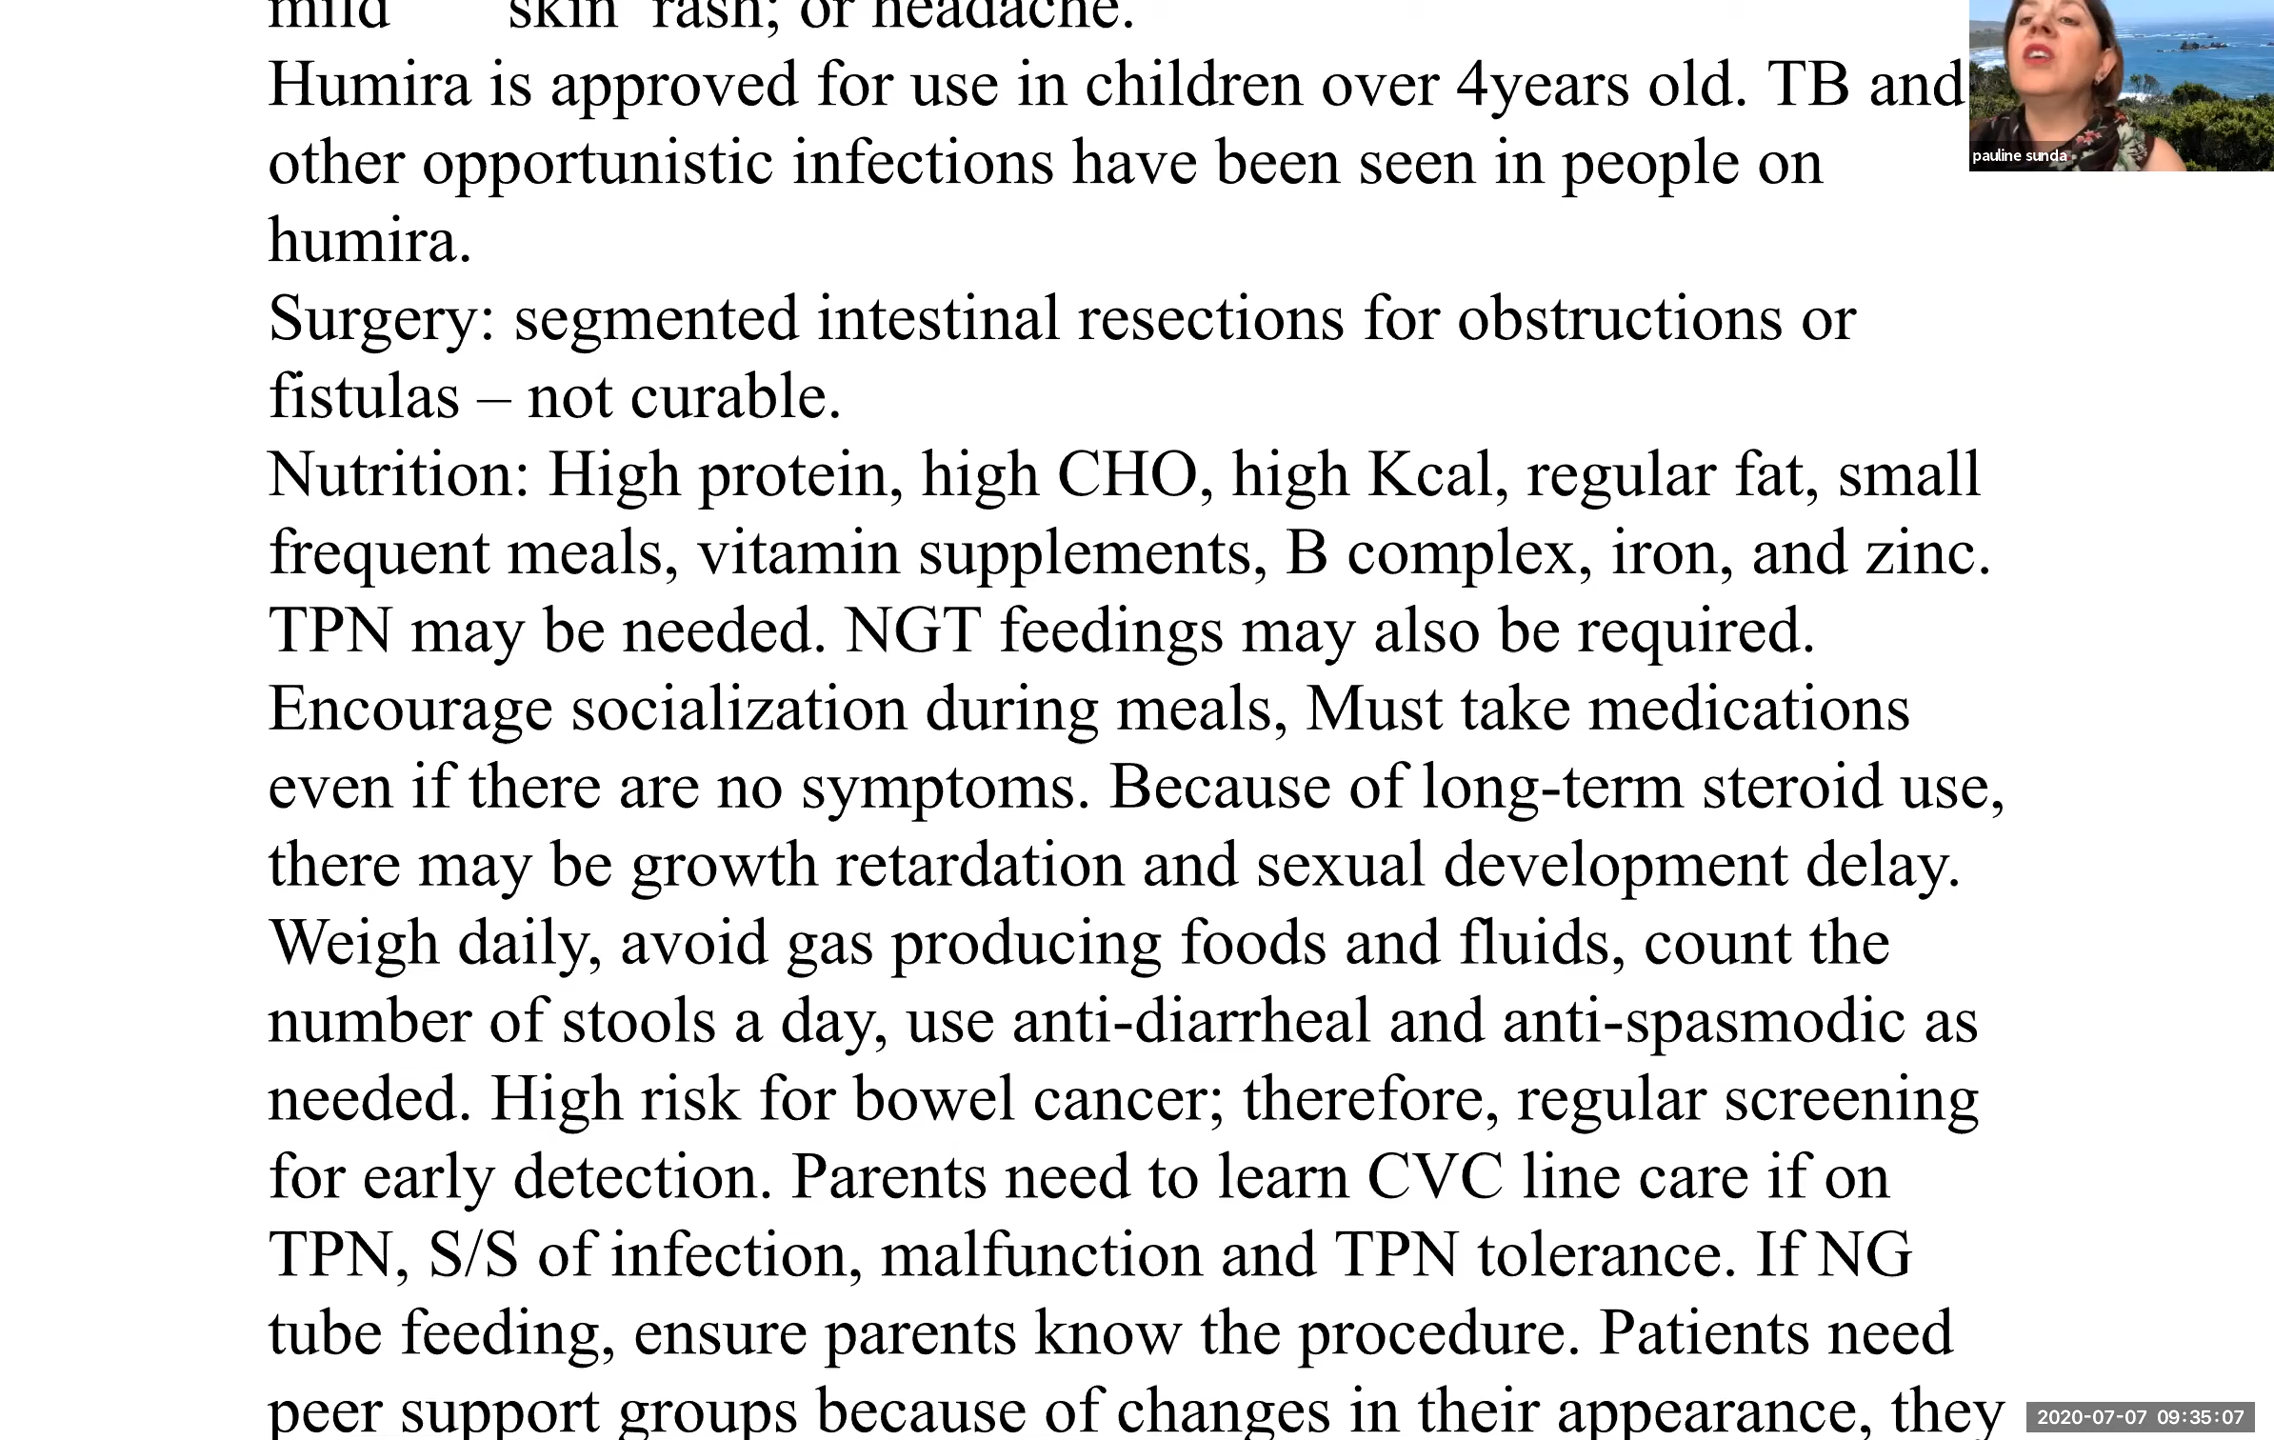 mild skin rash; or headache.
Humira is approved for use in children over 4years old. TB and
other opportunistic infections have been seen in people on
humira.
Surgery: segmented intestinal resections for obstructions or
fistulas – not curable.
Nutrition: High protein, high CHO, high Kcal, regular fat, small
frequent meals, vitamin supplements, B complex, iron, and zinc.
TPN may be needed. NGT feedings may also be required.
Encourage socialization during meals, Must take medications
even if there are no symptoms. Because of long-term steroid use,
there may be growth retardation and sexual development delay.
Weigh daily, avoid gas producing foods and fluids, count the
number of stools a day, use anti-diarrheal and anti-spasmodic as
needed. High risk for bowel cancer; therefore, regular screening
for early detection. Parents need to learn CVC line care if on
TPN, S/S of infection, malfunction and TPN tolerance. If NG
tube feeding, ensure parents know the procedure. Patients need
peer support groups because of changes in their appearance, they
pauline sunda
2020-07-07 09:35:07